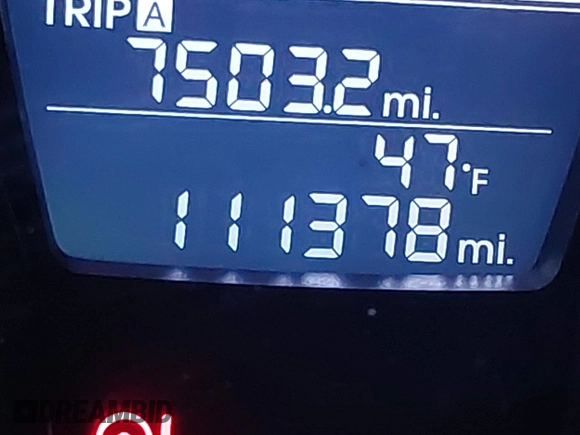 TRIP A
7503.2 mi.
47°F
111378 mi.
DREAMBID